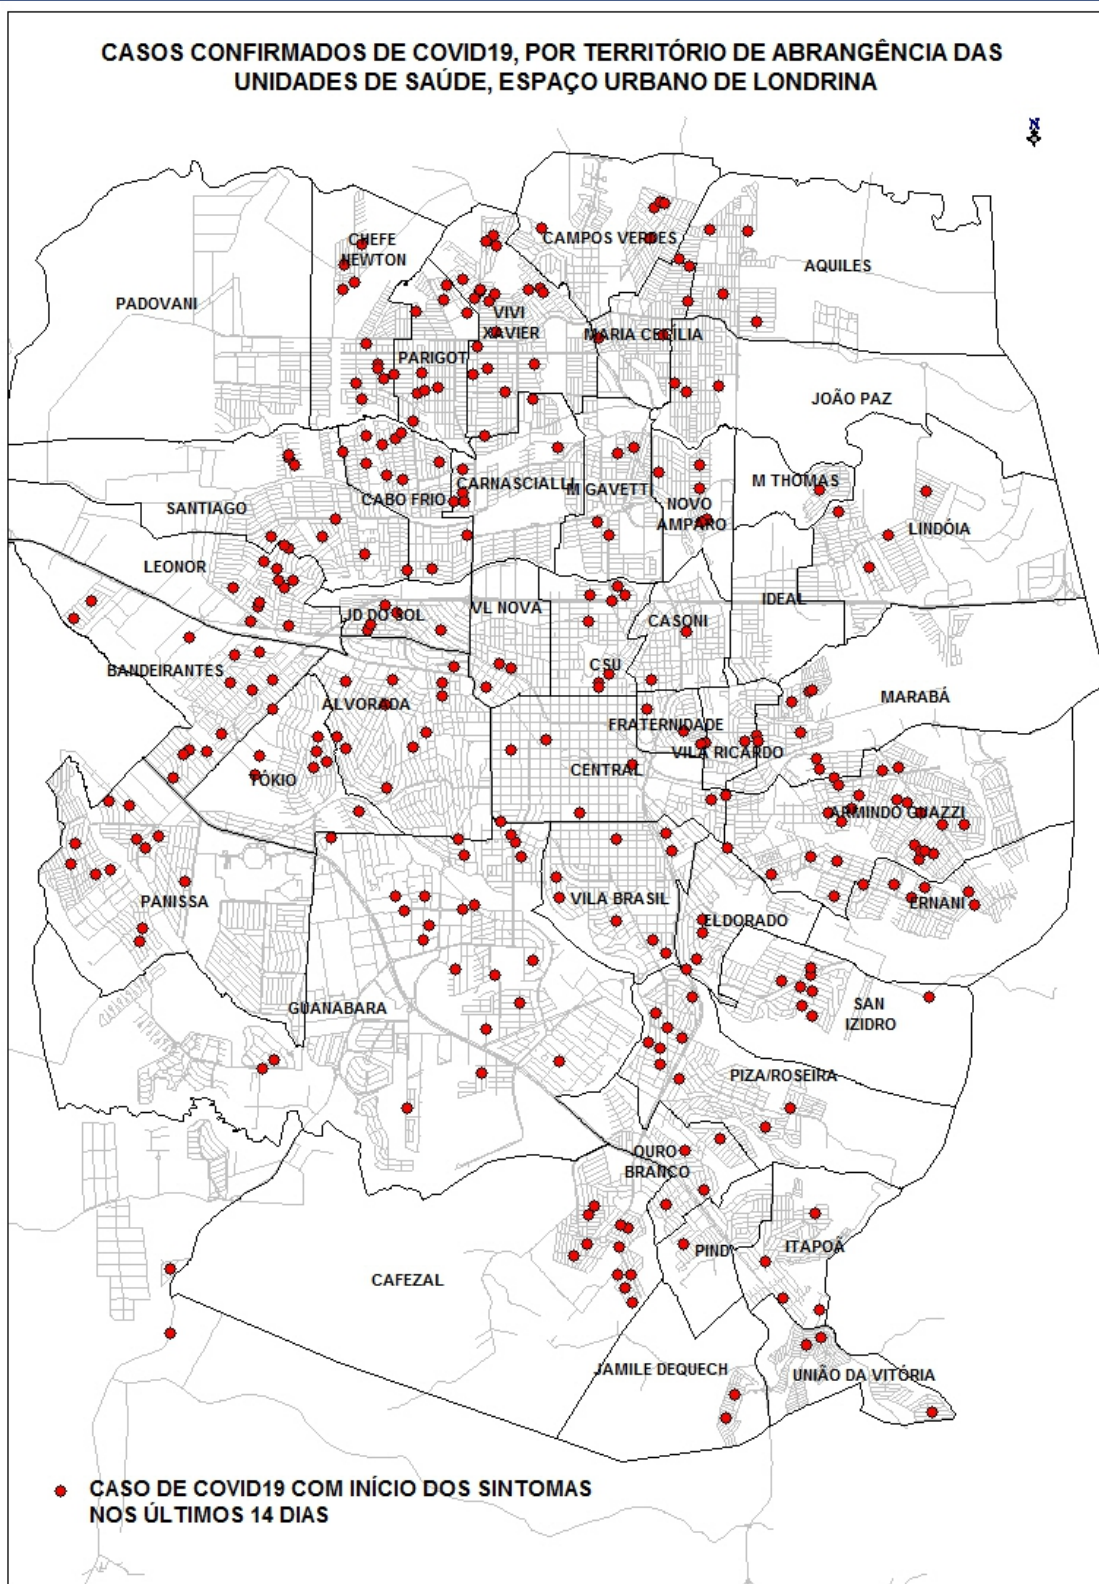 CASOS CONFIRMADOS DE COVID19, POR TERRITÓRIO DE ABRANGÊNCIA DAS
UNIDADES DE SAÚDE, ESPAÇO URBANO DE LONDRINA
N
CHEFE
NEWTON
CAMPOS VERDES
AQUILES
PADOVANI
VIVI
XAVIER
MARIA CECÍLIA
PARIGOT
JOÃO PAZ
SANTIAGO
CABO FRIO
CARNASCIALLI
M GAVETTI
NOVO
AMPARO
M THOMAS
LINDÓIA
LEONOR
JD DO SOL
VL NOVA
CASONI
IDEAL
BANDEIRANTES
ALVORADA
CSU
FRATERNIDADE
MARABÁ
TÓKIO
CENTRAL
VILA RICARDO
ARMINDO GUAZZI
PANISSA
VILA BRASIL
ELDORADO
ERNANI
GUANABARA
SAN
IZIDRO
PIZA/ROSEIRA
OURO
BRANCO
CAFEZAL
PIND
ITAPOÃ
JAMILE DEQUECH
UNIÃO DA VITÓRIA
CASO DE COVID19 COM INÍCIO DOS SINTOMAS
NOS ÚLTIMOS 14 DIAS